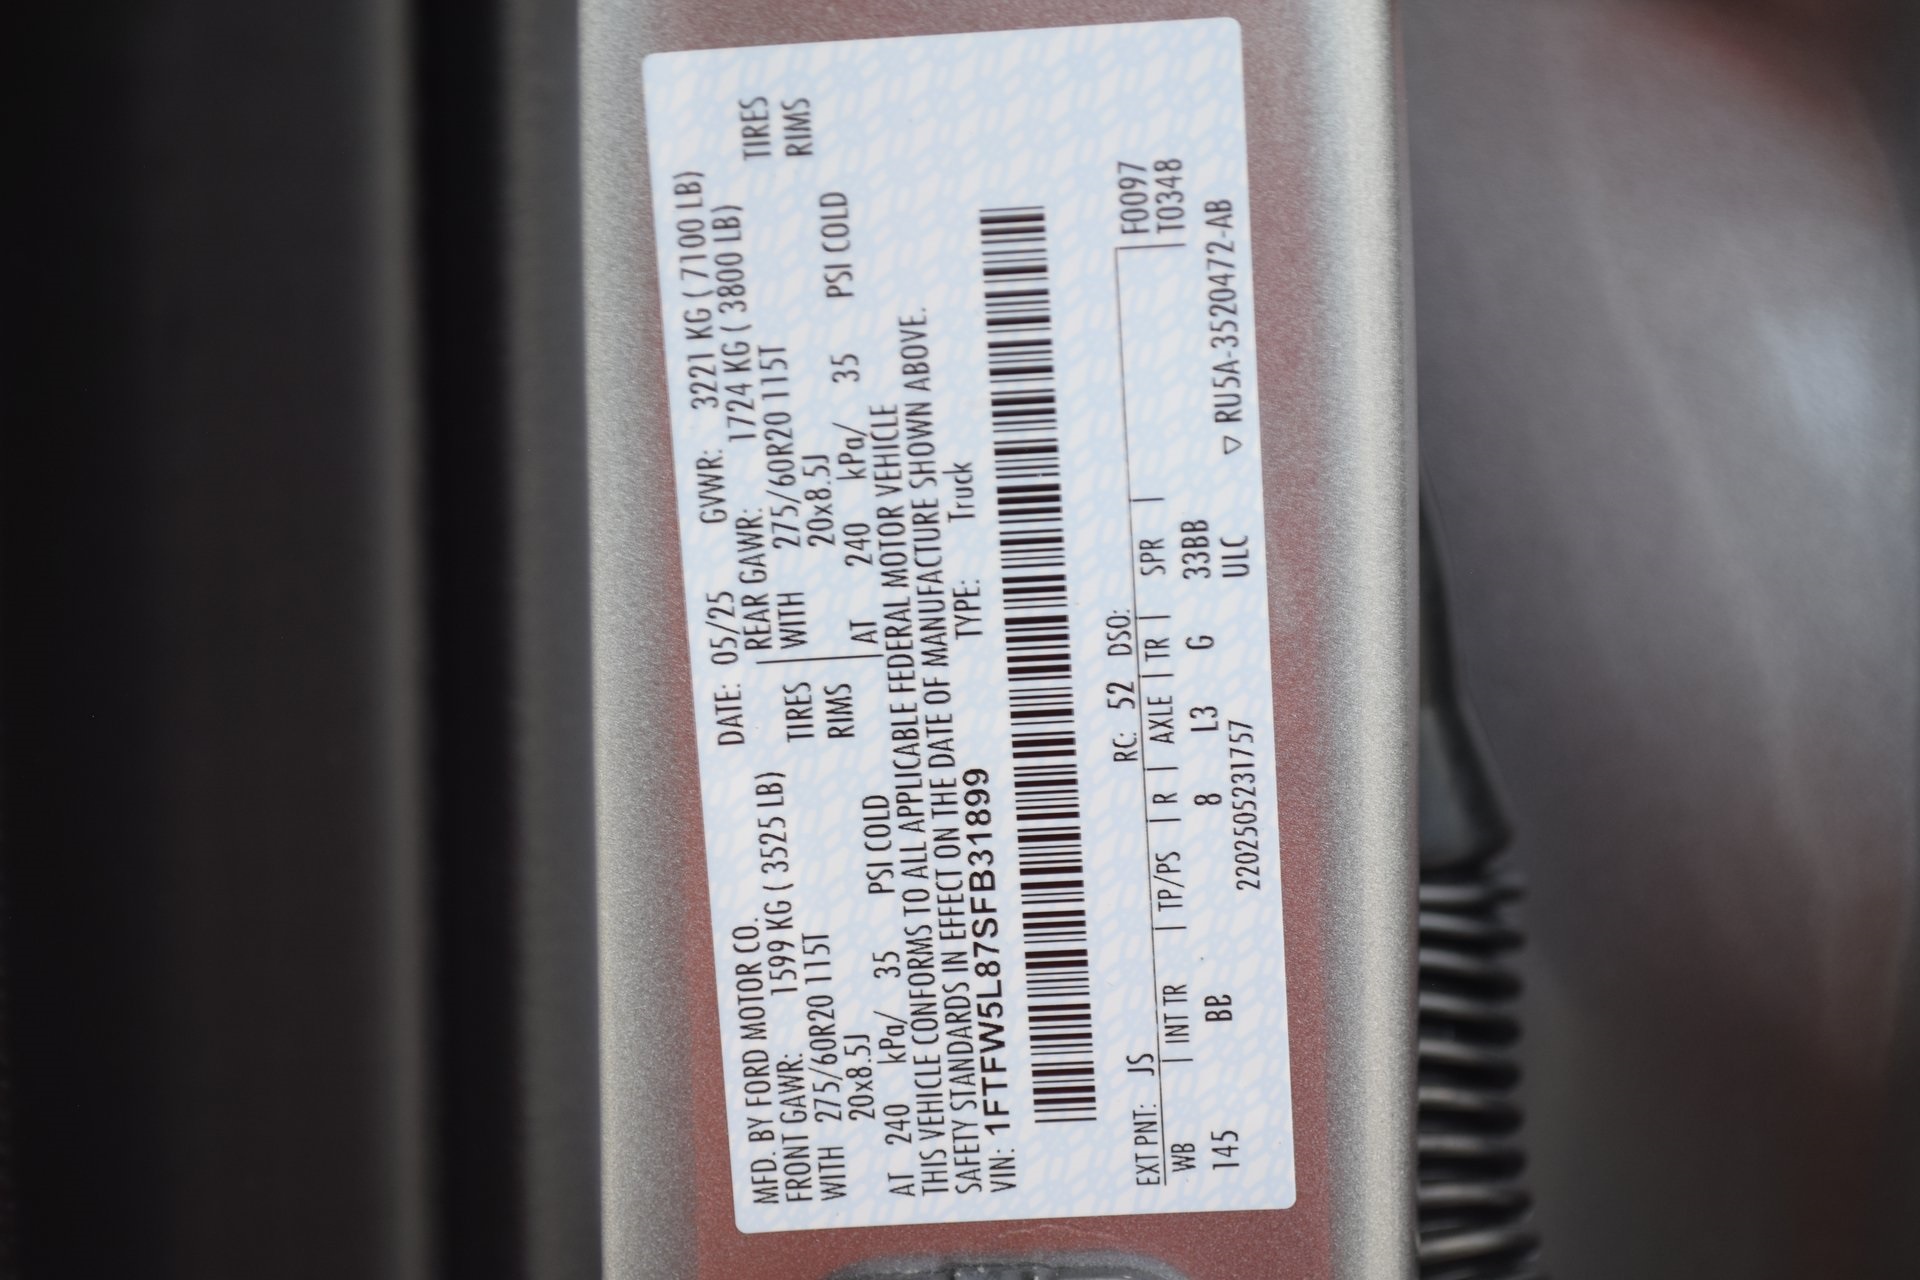 MFD. BY FORD MOTOR CO. DATE: 05/25 GVWR: 3221 KG ( 7100 LB)
FRONT GAWR: 1599 KG ( 3525 LB) REAR GAWR: 1724 KG ( 3800 LB)
WITH 275/60R20 115T TIRES WITH 275/60R20 115T TIRES
20x8.5J RIMS 20x8.5J RIMS
AT 240 kPa/ 35 PSI COLD AT 240 kPa/ 35 PSI COLD
THIS VEHICLE CONFORMS TO ALL APPLICABLE FEDERAL MOTOR VEHICLE
SAFETY STANDARDS IN EFFECT ON THE DATE OF MANUFACTURE SHOWN ABOVE.
VIN: 1FTFW5L87SFB31899 TYPE: Truck
EXT PNT: JS RC: 52 DSO: F0097
WB INT TR TP/PS R AXLE TR SPR T0348
145 BB 8 L3 G 33BB
2202505231757 ULC ▽ RU5A-3520472-AB